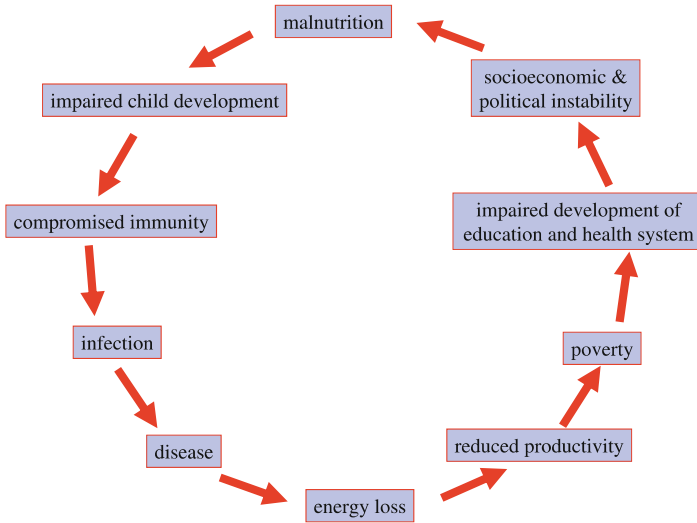 malnutrition
impaired child development
compromised immunity
infection
disease
energy loss
reduced productivity
poverty
impaired development of
education and health system
socioeconomic &
political instability